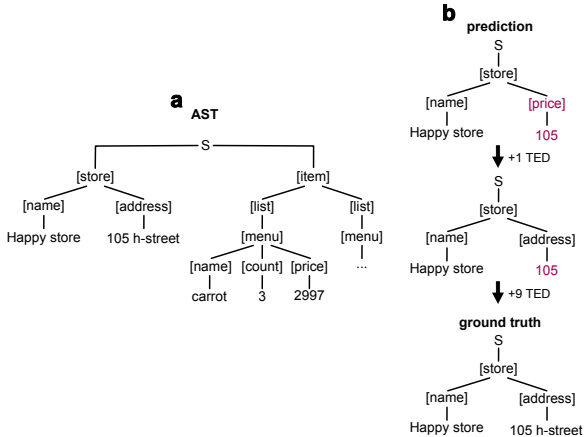 a
AST
S
[store] [item]
[name] [address] [list] [list]
Happy store 105 h-street [menu] [menu]
[name] [count] [price] ...
carrot 3 2997
b
prediction
S
[store]
[name] [price]
Happy store 105
+1 TED
S
[store]
[name] [address]
Happy store 105
+9 TED
ground truth
S
[store]
[name] [address]
Happy store 105 h-street